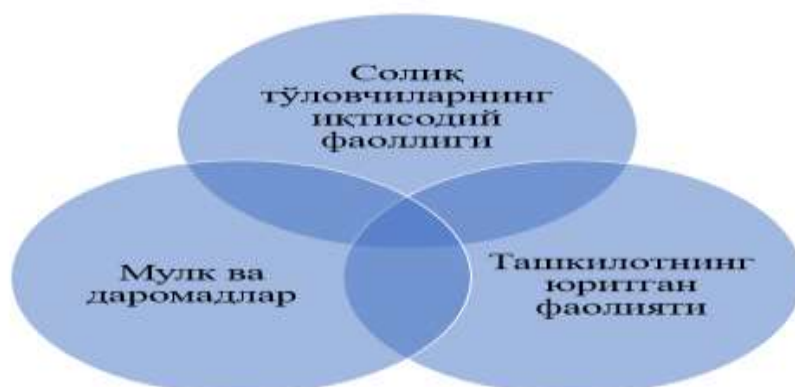 Солиқ
тўловчиларнинг
иқтисодий
фаоллиги
Мулк ва
даромадлар
Ташкилотнинг
юритган
фаолияти